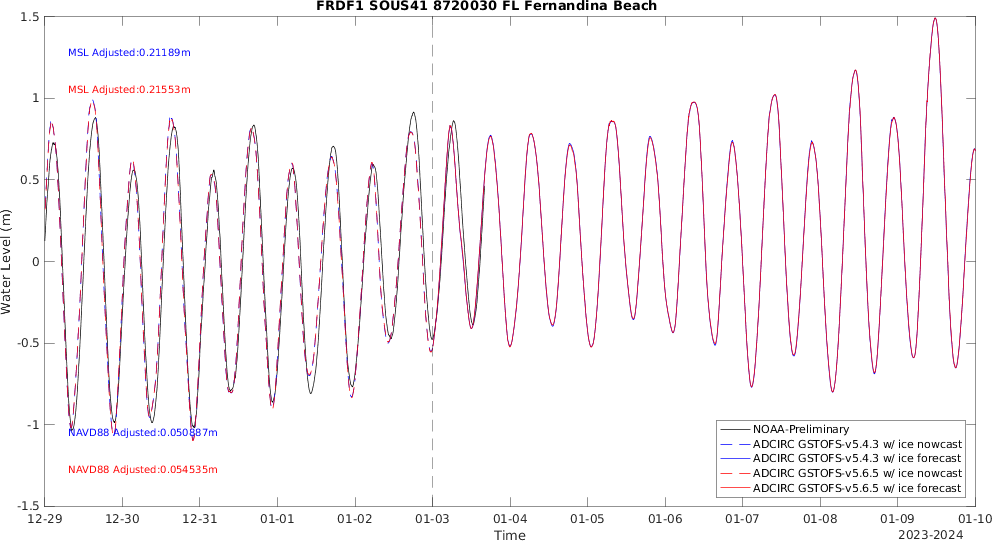 FRDF1 SOUS41 8720030 FL Fernandina Beach
MSL Adjusted:0.21189m
MSL Adjusted:0.21553m
NAVD88 Adjusted:0.050887m
NAVD88 Adjusted:0.054535m
Water Level (m)
1.5
1
0.5
0
-0.5
-1
-1.5
NOAA-Preliminary
ADCIRC GSTOFS-v5.4.3 w/ ice nowcast
ADCIRC GSTOFS-v5.4.3 w/ ice forecast
ADCIRC GSTOFS-v5.6.5 w/ ice nowcast
ADCIRC GSTOFS-v5.6.5 w/ ice forecast
12-29 12-30 12-31 01-01 01-02 01-03 01-04 01-05 01-06 01-07 01-08 01-09 01-10
Time
2023-2024